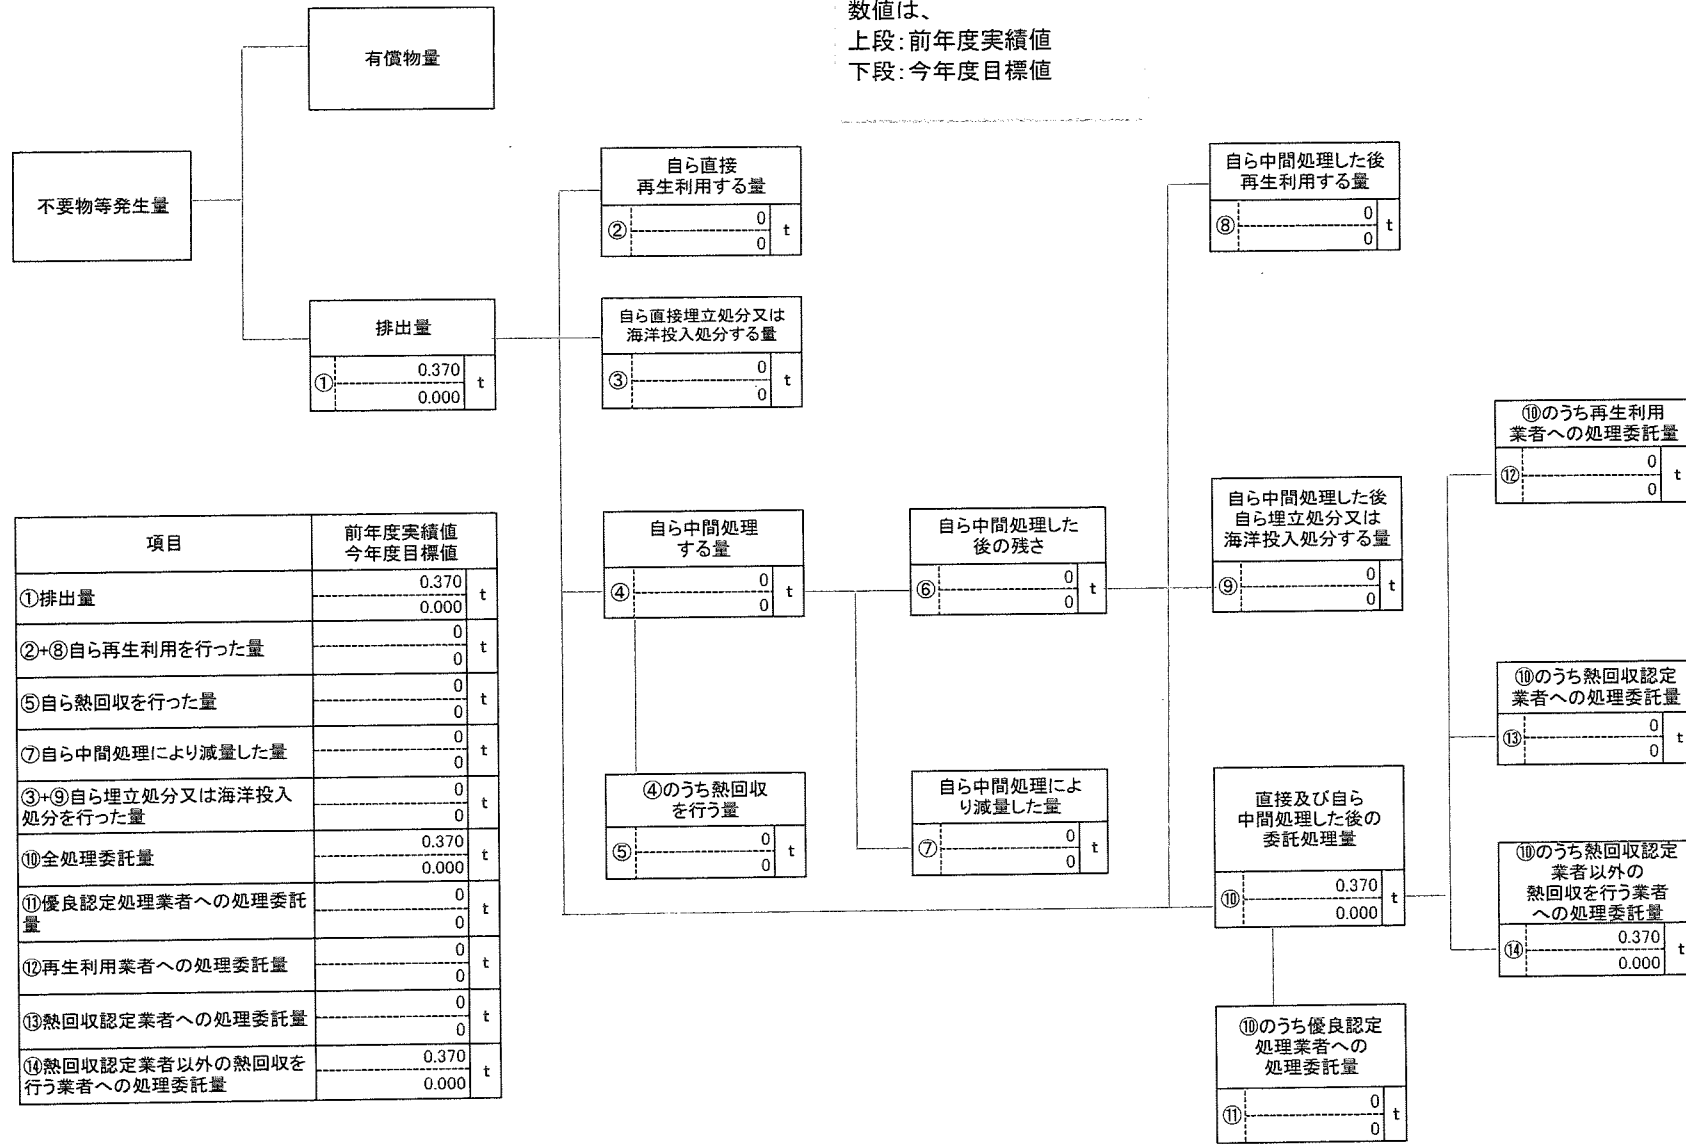 数値は、
上段：前年度実績値
下段：今年度目標値
有償物量
不要物等発生量
排出量
① 0.370 t
0.000
自ら直接
再生利用する量
② 0 t
0
自ら直接埋立処分又は
海洋投入処分する量
③ 0 t
0
自ら中間処理
する量
④ 0 t
0
④のうち熱回収
を行う量
⑤ 0 t
0
自ら中間処理した
後の残さ
⑥ 0 t
0
自ら中間処理によ
り減量した量
⑦ 0 t
0
自ら中間処理した後
再生利用する量
⑧ 0 t
0
自ら中間処理した後
自ら埋立処分又は
海洋投入処分する量
⑨ 0 t
0
直接及び自ら
中間処理した後の
委託処理量
⑩ 0.370 t
0.000
⑩のうち優良認定
処理業者への
処理委託量
⑪ 0 t
0
⑩のうち再生利用
業者への処理委託量
⑫ 0 t
0
⑩のうち熱回収認定
業者への処理委託量
⑬ 0 t
0
⑩のうち熱回収認定
業者以外の
熱回収を行う業者
への処理委託量
⑭ 0.370 t
0.000
項目
前年度実績値
今年度目標値
①排出量
0.370 t
0.000
②+⑧自ら再生利用を行った量
0 t
0
⑤自ら熱回収を行った量
0 t
0
⑦自ら中間処理により減量した量
0 t
0
③+⑨自ら埋立処分又は海洋投入
処分を行った量
0 t
0
⑩全処理委託量
0.370 t
0.000
⑪優良認定処理業者への処理委託
量
0 t
0
⑫再生利用業者への処理委託量
0 t
0
⑬熱回収認定業者への処理委託量
0 t
0
⑭熱回収認定業者以外の熱回収を
行う業者への処理委託量
0.370 t
0.000